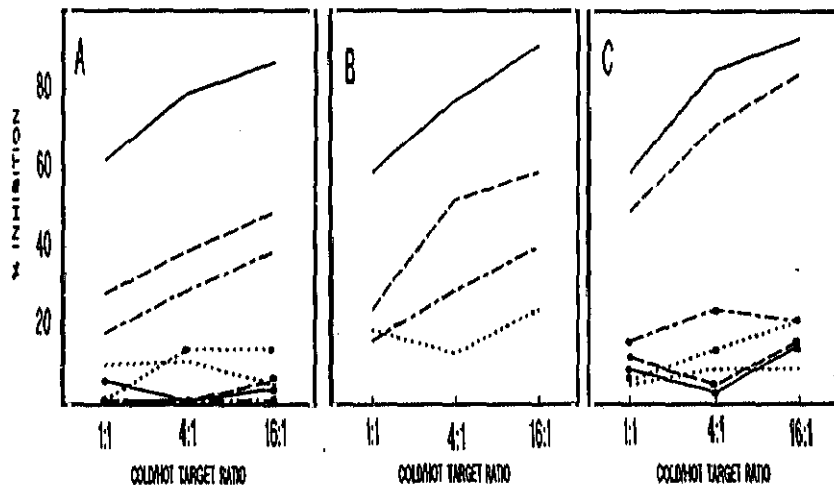 A
B
C
80
60
40
20
% INHIBITION
1:1 4:1 16:1
1:1 4:1 16:1
1:1 4:1 16:1
COLD/HOT TARGET RATIO
COLD/HOT TARGET RATIO
COLD/HOT TARGET RATIO